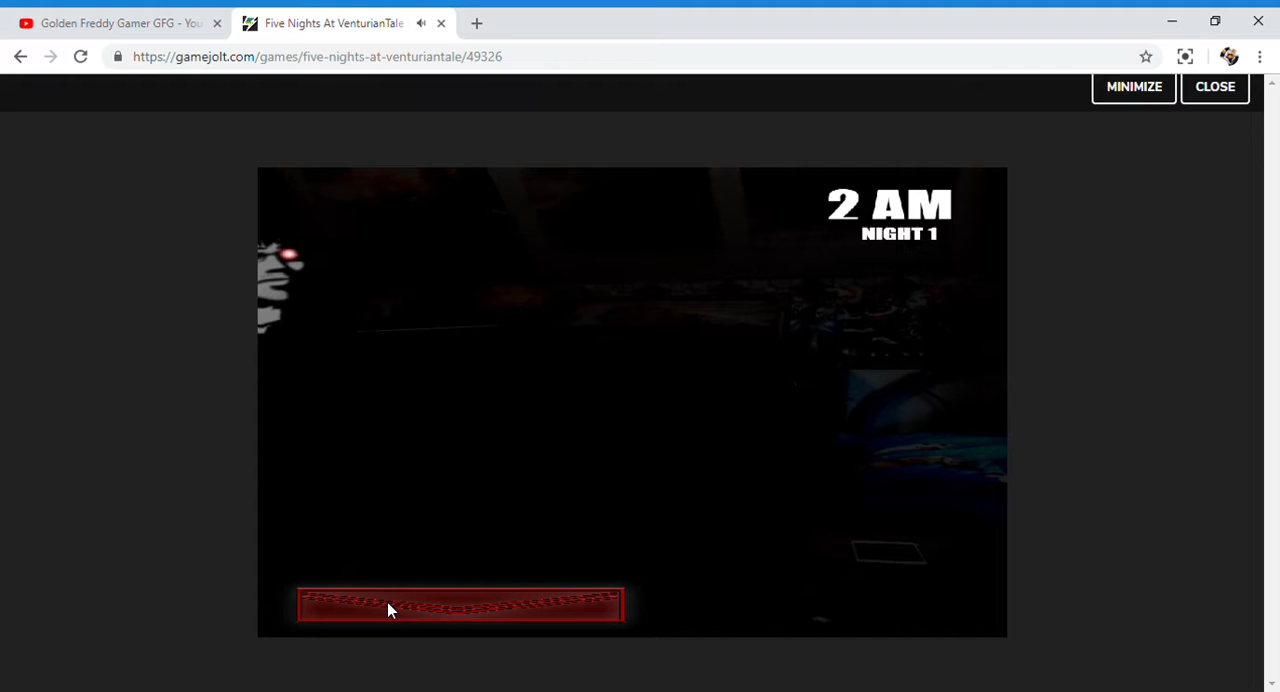 Golden Freddy Gamer GFG - You
Five Nights At VenturianTale
https://gamejolt.com/games/five-nights-at-venturiantale/49326
MINIMIZE
CLOSE
2 AM
NIGHT 1